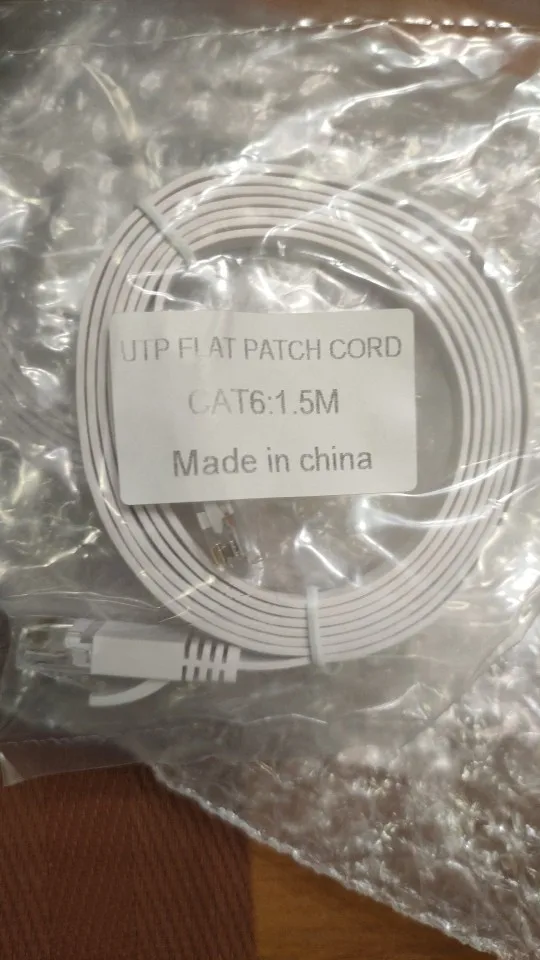 UTP FLAT PATCH CORD
CAT6:1.5M
Made in china